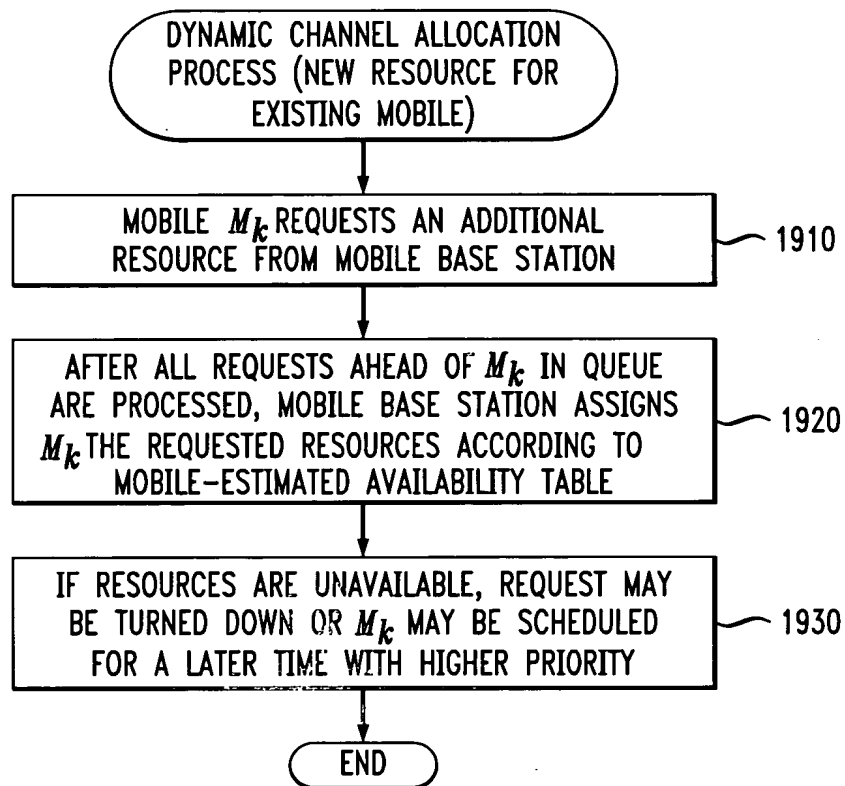 DYNAMIC CHANNEL ALLOCATION
PROCESS (NEW RESOURCE FOR
EXISTING MOBILE)
MOBILE Mk REQUESTS AN ADDITIONAL
RESOURCE FROM MOBILE BASE STATION
1910
AFTER ALL REQUESTS AHEAD OF Mk IN QUEUE
ARE PROCESSED, MOBILE BASE STATION ASSIGNS
Mk THE REQUESTED RESOURCES ACCORDING TO
MOBILE-ESTIMATED AVAILABILITY TABLE
1920
IF RESOURCES ARE UNAVAILABLE, REQUEST MAY
BE TURNED DOWN OR Mk MAY BE SCHEDULED
FOR A LATER TIME WITH HIGHER PRIORITY
1930
END